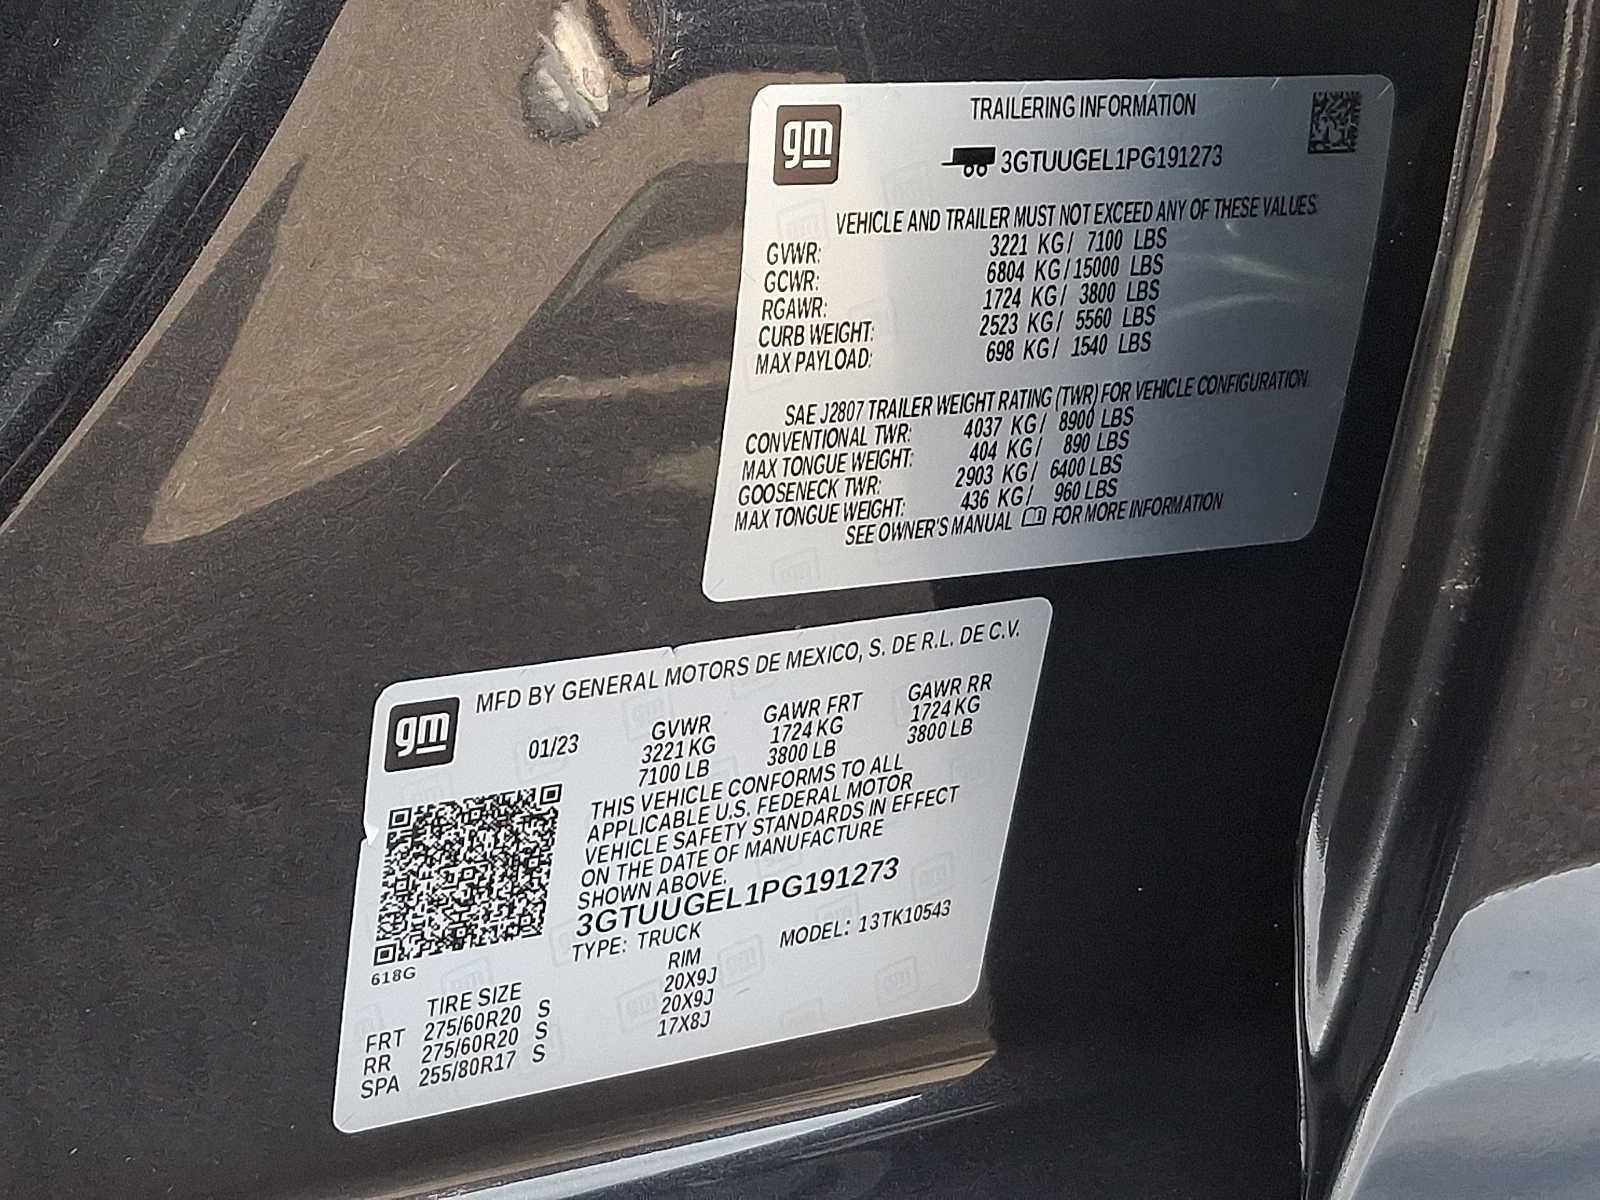 gm
TRAILERING INFORMATION
3GTUUGEL1PG191273
VEHICLE AND TRAILER MUST NOT EXCEED ANY OF THESE VALUES
GVWR: 3221 KG/ 7100 LBS
GCWR: 6804 KG/15000 LBS
RGAWR: 1724 KG/ 3800 LBS
CURB WEIGHT: 2523 KG/ 5560 LBS
MAX PAYLOAD: 698 KG/ 1540 LBS
SAE J2807 TRAILER WEIGHT RATING (TWR) FOR VEHICLE CONFIGURATION
CONVENTIONAL TWR: 4037 KG/ 8900 LBS
MAX TONGUE WEIGHT: 404 KG/ 890 LBS
GOOSENECK TWR: 2903 KG/ 6400 LBS
MAX TONGUE WEIGHT: 436 KG/ 960 LBS
SEE OWNER'S MANUAL FOR MORE INFORMATION
gm
MFD BY GENERAL MOTORS DE MEXICO, S. DE R.L. DE C.V.
01/23 GVWR GAWR FRT GAWR RR
3221 KG 1724 KG 1724 KG
7100 LB 3800 LB 3800 LB
THIS VEHICLE CONFORMS TO ALL
APPLICABLE U.S. FEDERAL MOTOR
VEHICLE SAFETY STANDARDS IN EFFECT
ON THE DATE OF MANUFACTURE
SHOWN ABOVE.
3GTUUGEL1PG191273
TYPE: TRUCK MODEL: 13TK10543
618G
TIRE SIZE RIM
FRT 275/60R20 S 20X9J
RR 275/60R20 S 20X9J
SPA 255/80R17 S 17X8J